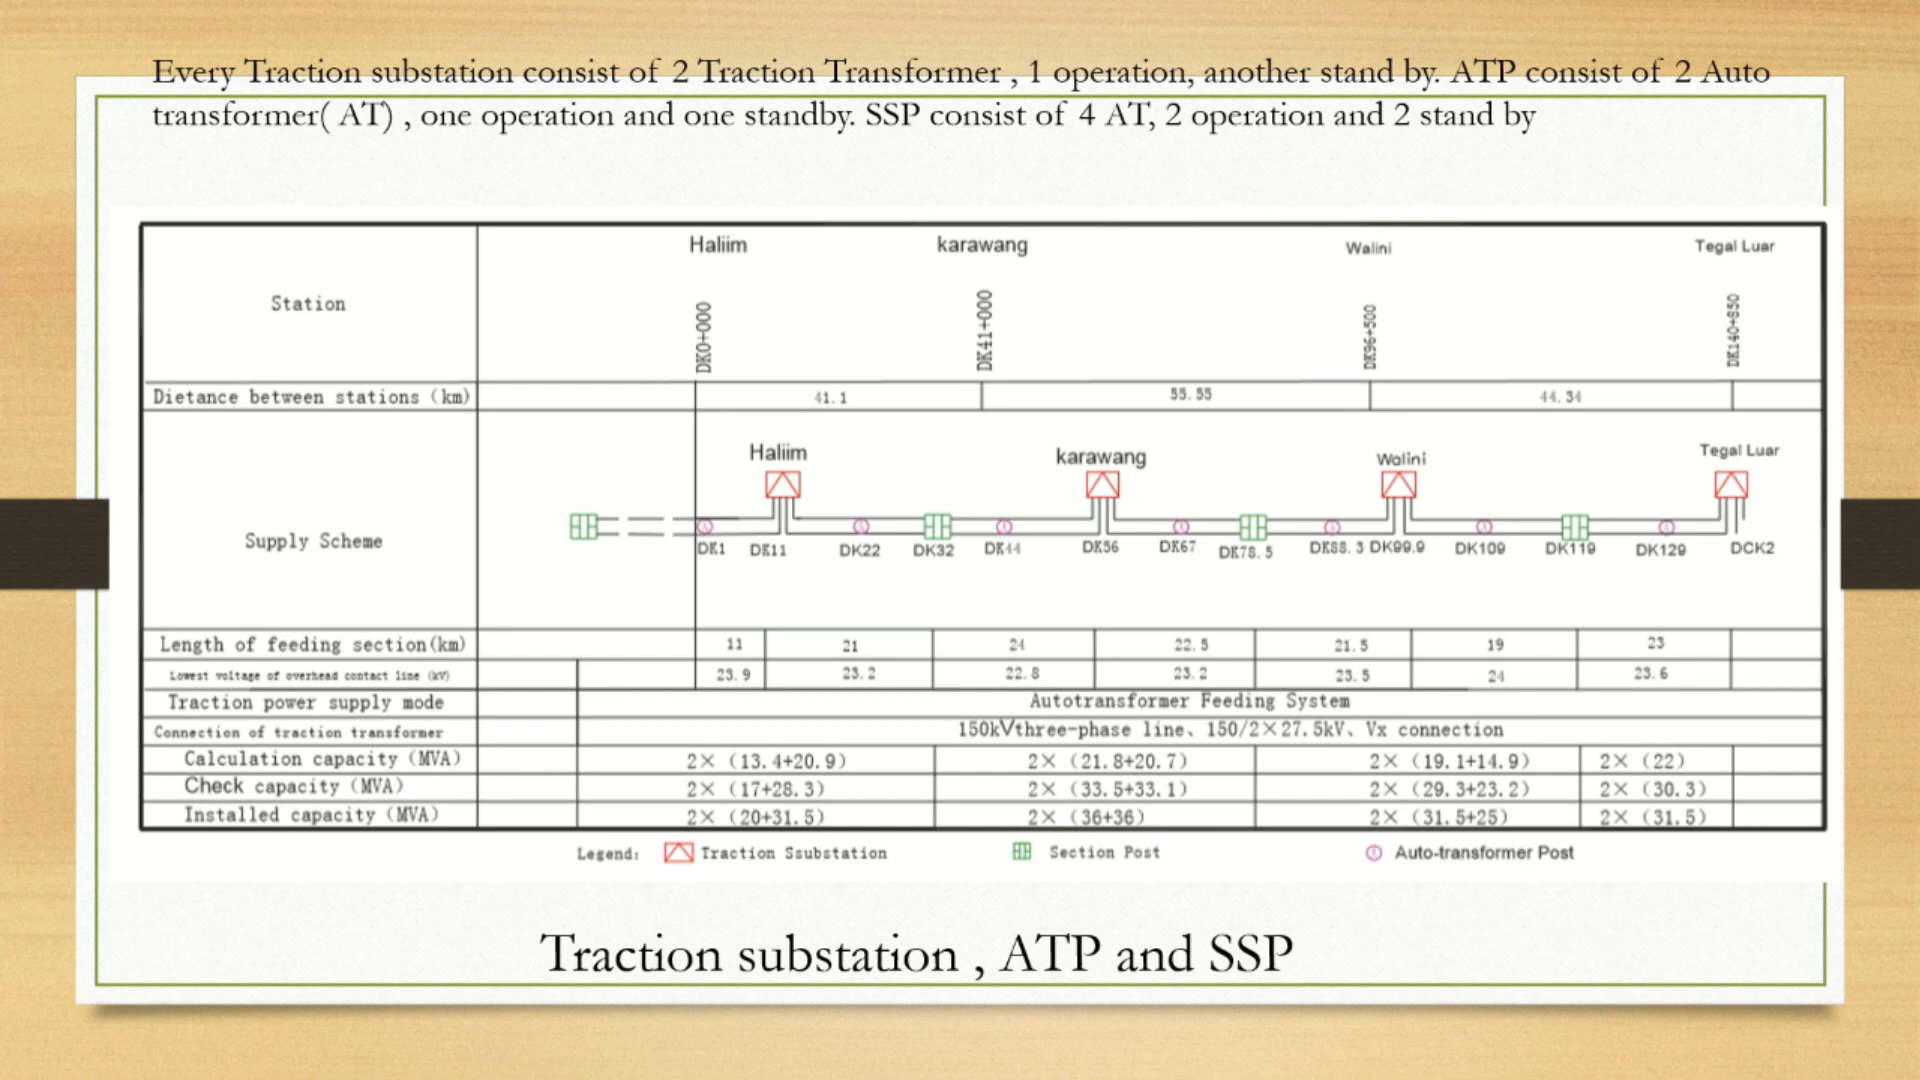 Every Traction substation consist of 2 Traction Transformer , 1 operation, another stand by. ATP consist of 2 Auto
transformer( AT) , one operation and one standby. SSP consist of 4 AT, 2 operation and 2 stand by
Station
Haliim
karawang
Walini
Tegal Luar
DK0+000
DK41+000
DK96+500
DK140+850
Dietance between stations (km)
41.1
55.55
44.34
Supply Scheme
Haliim
karawang
Walini
Tegal Luar
DK1 DK11 DK22 DK32 DK44 DK56 DK67 DK78.5 DK88.3 DK99.9 DK109 DK119 DK129 DCK2
Length of feeding section(km) 11 21 24 22.5 21.5 19 23
Lowest voltage of overhead contact line (kV) 23.9 23.2 22.8 23.2 23.5 24 23.6
Traction power supply mode Autotransformer Feeding System
Connection of traction transformer 150kVthree-phase line、150/2×27.5kV、Vx connection
Calculation capacity (MVA) 2× (13.4+20.9) 2× (21.8+20.7) 2× (19.1+14.9) 2× (22)
Check capacity (MVA) 2× (17+28.3) 2× (33.5+33.1) 2× (29.3+23.2) 2× (30.3)
Installed capacity (MVA) 2× (20+31.5) 2× (36+36) 2× (31.5+25) 2× (31.5)
Legend: Traction Ssubstation Section Post Auto-transformer Post
Traction substation , ATP and SSP